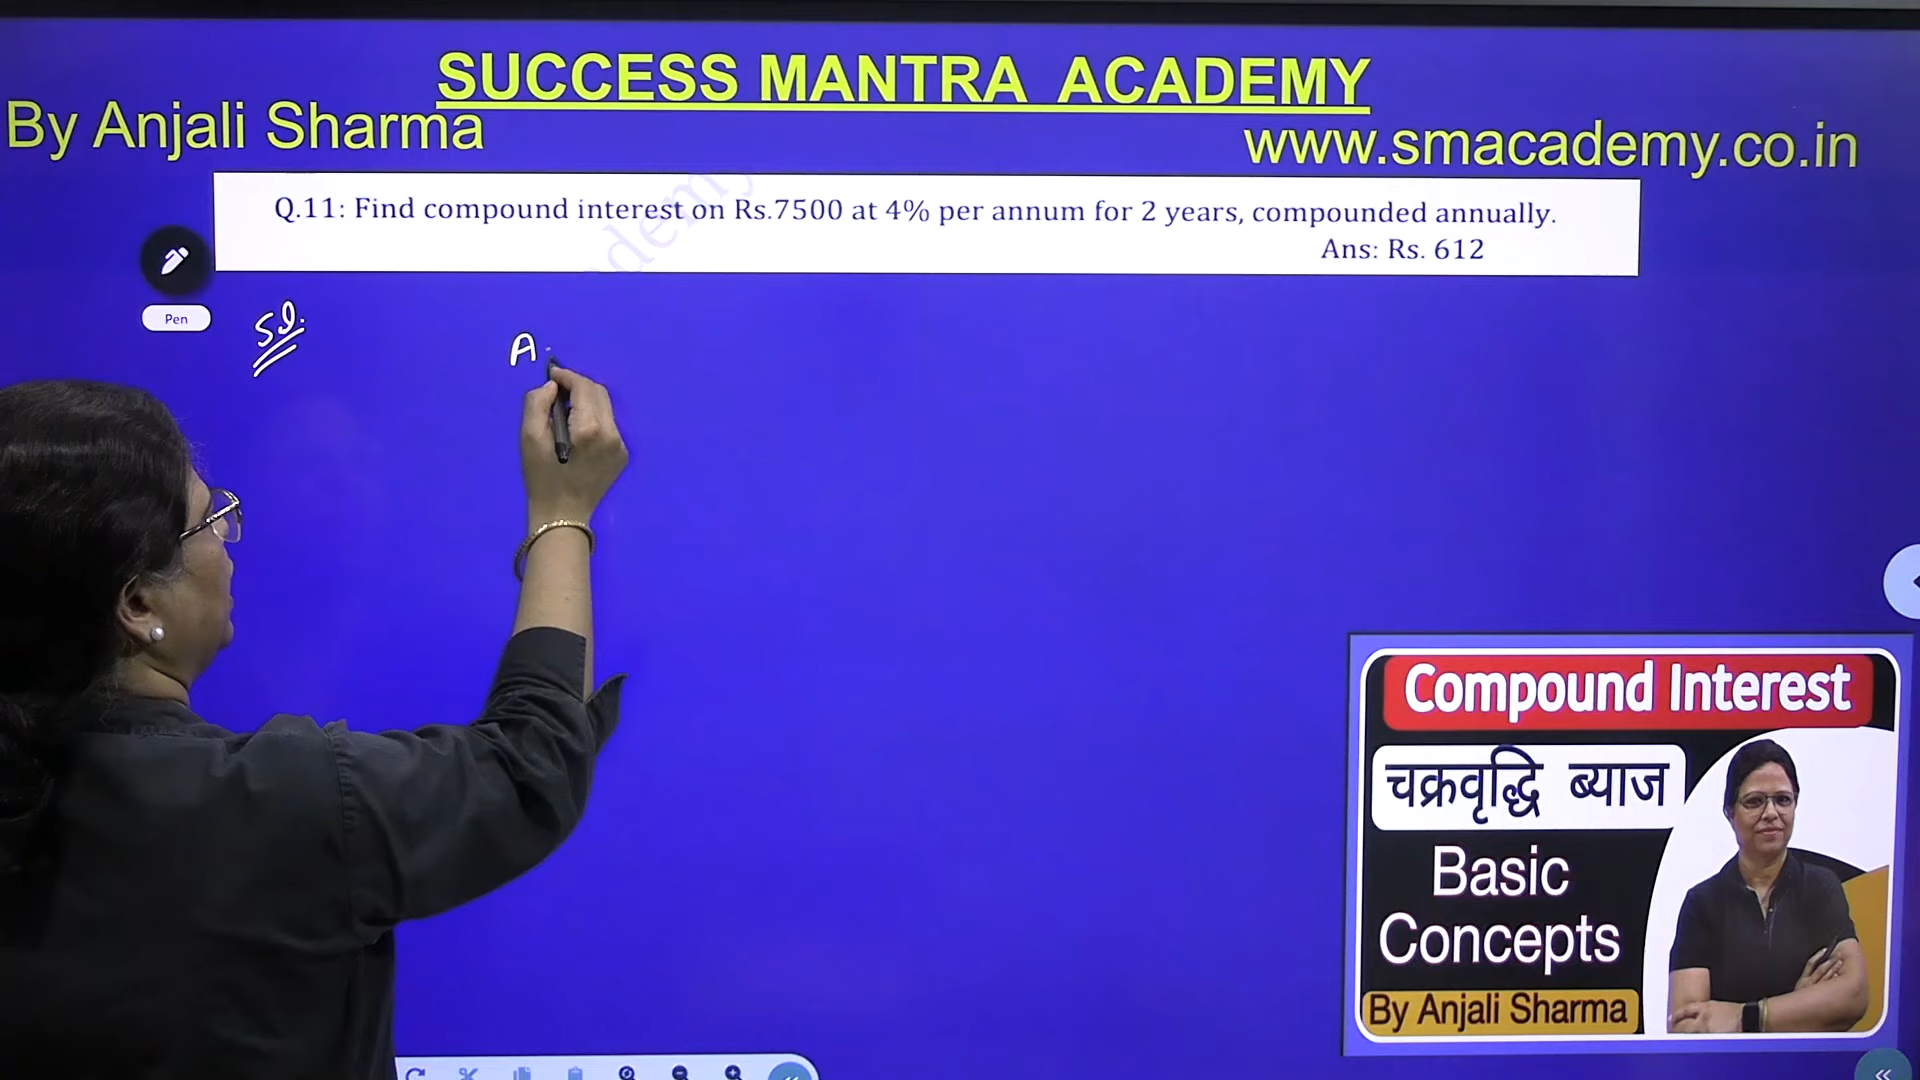 SUCCESS MANTRA ACADEMY
By Anjali Sharma
www.smacademy.co.in
Q.11: Find compound interest on Rs.7500 at 4% per annum for 2 years, compounded annually.
Ans: Rs. 612
Pen
Sol.
A
Compound Interest
चक्रवृद्धि ब्याज
Basic
Concepts
By Anjali Sharma